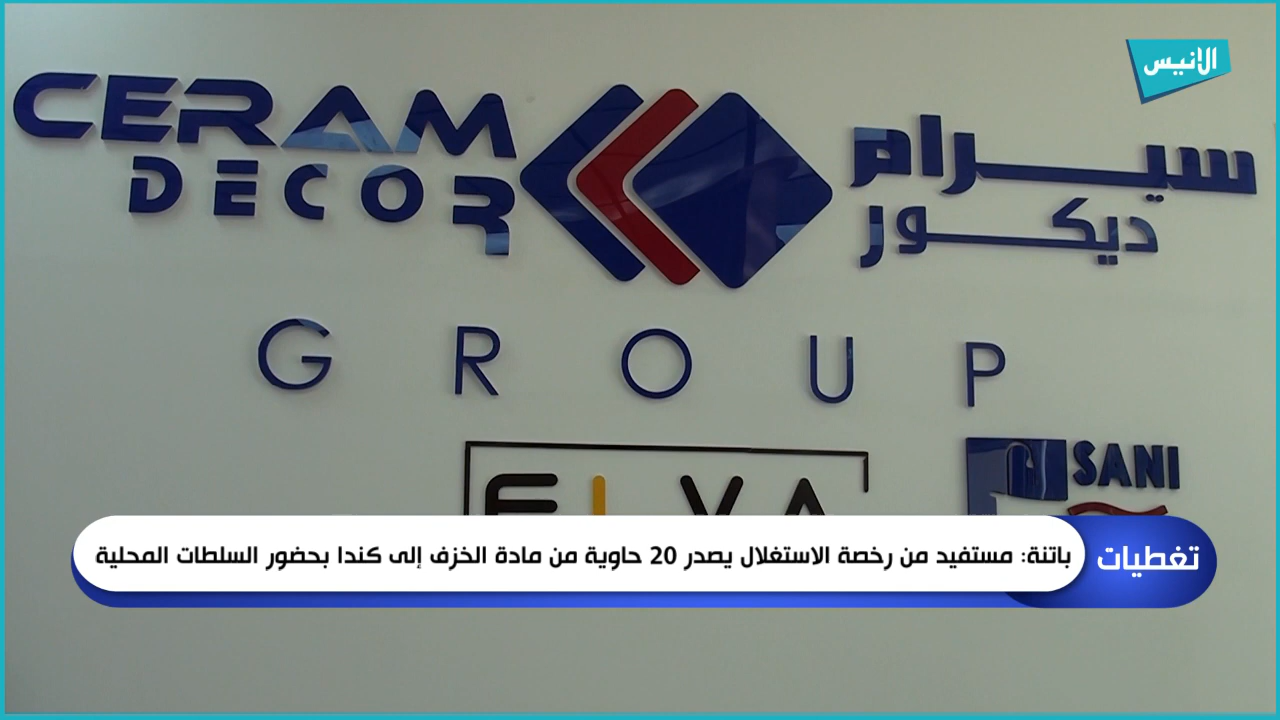 الانيس
CERAM
DECOR
سيرام
ديكور
GROUP
SANI
تغطيات
باتنة: مستفيد من رخصة الاستغلال يصدر 20 حاوية من مادة الخزف إلى كندا بحضور السلطات المحلية